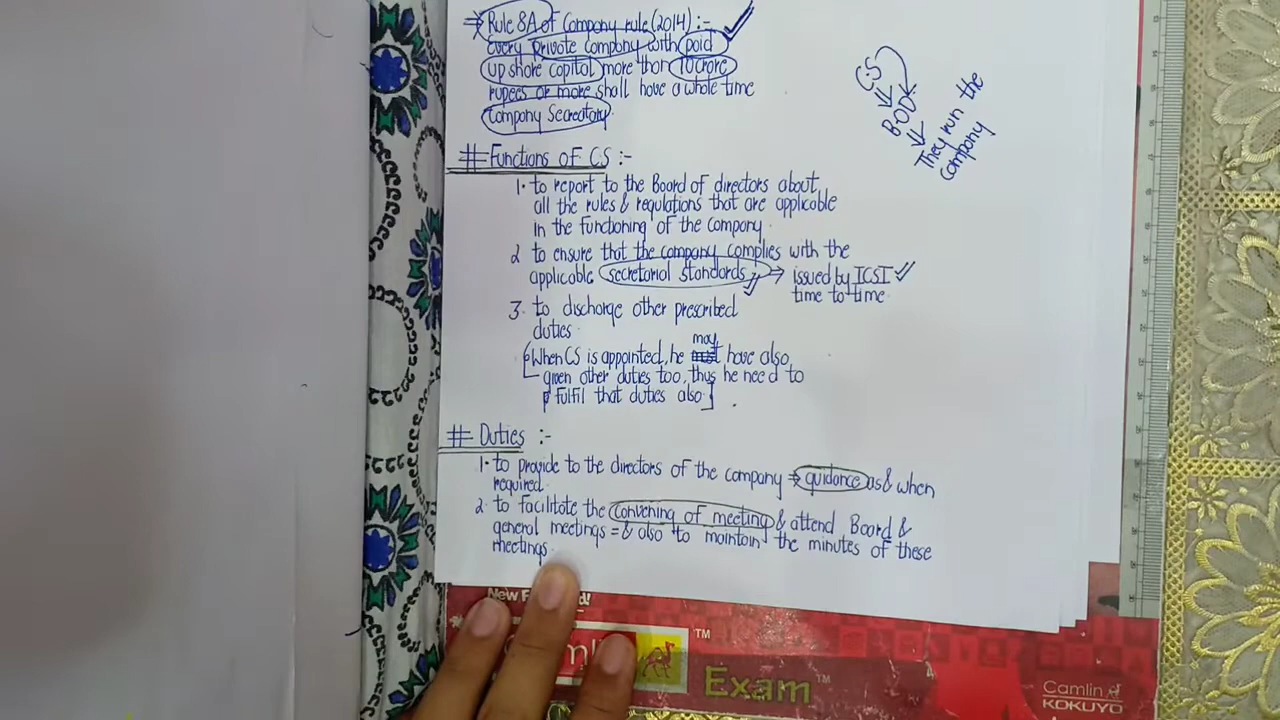 ⇒ Rule 8A of Company rule (2014) :-
every private company with paid
up share capital more than 10 crore
rupees or more shall have a whole time
Company Secreatory
C.S
BOD
They run the
company
# Functions of CS :-
1. to report to the Board of directors about
all the rules & regulations that are applicable
in the functioning of the company.
2 to ensure that the company complies with the
applicable secretarial standards → issued by ICSI
time to time
3. to discharge other prescribed
duties.
[When CS is appointed, he may have also
given other duties too, thus he need to
fulfil that duties also.]
# Duties :-
1. to provide to the directors of the company → guidance as & when
required.
2. to facilitate the convening of meeting & attend Board &
general meetings = & also to maintain the minutes of these
meetings.
New
Camlin
TM
Exam TM
Camlin
KOKUYO